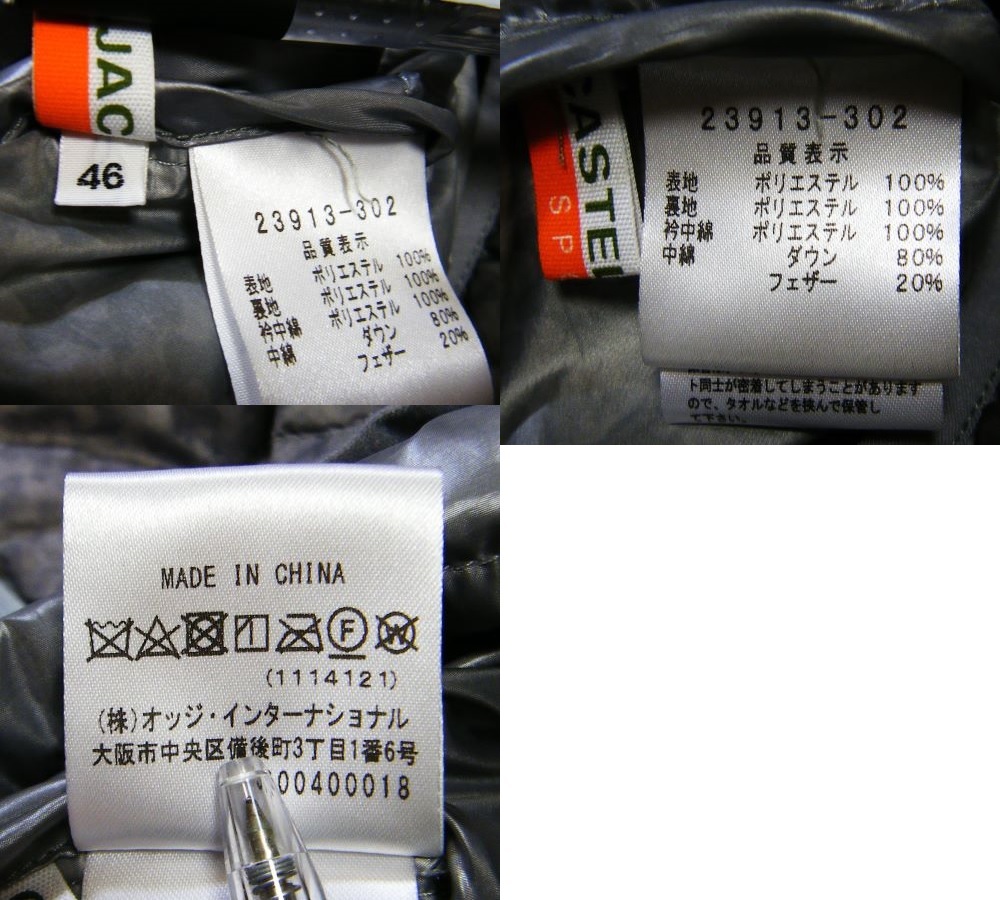 JAC
46
23913-302
品質表示
表地 ポリエステル 100%
裏地 ポリエステル 100%
衿中綿 ポリエステル 100%
中綿 ダウン 80%
フェザー 20%
CASTE
SP
23913-302
品質表示
表地 ポリエステル 100%
裏地 ポリエステル 100%
衿中綿 ポリエステル 100%
中綿 ダウン 80%
フェザー 20%
ト同士が密着してしまうことがあります
ので、タオルなどを挟んで保管し
て下さい。
MADE IN CHINA
F W
(1114121)
(株)オッジ・インターナショナル
大阪市中央区備後町3丁目1番6号
00400018